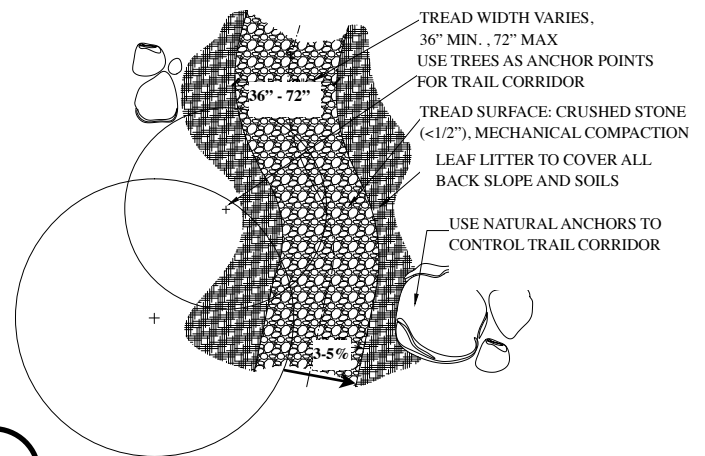 TREAD WIDTH VARIES,
36” MIN. , 72” MAX
USE TREES AS ANCHOR POINTS
FOR TRAIL CORRIDOR
36” - 72”
TREAD SURFACE: CRUSHED STONE
(<1/2”), MECHANICAL COMPACTION
LEAF LITTER TO COVER ALL
BACK SLOPE AND SOILS
USE NATURAL ANCHORS TO
CONTROL TRAIL CORRIDOR
3-5%